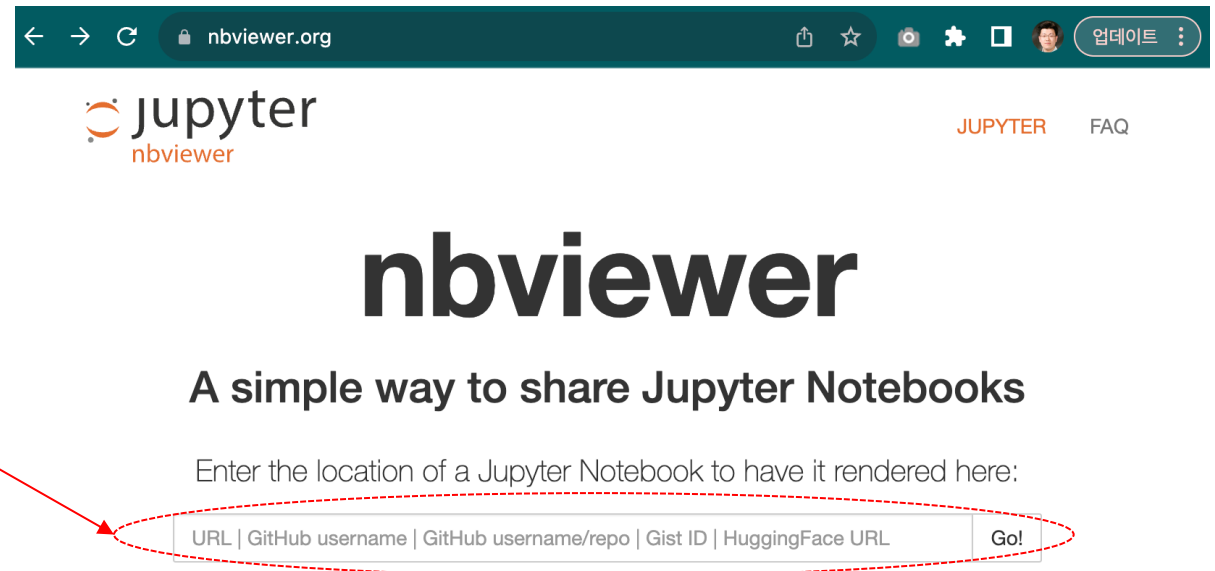 nbviewer.org
업데이트
jupyter
nbviewer
JUPYTER FAQ
nbviewer
A simple way to share Jupyter Notebooks
Enter the location of a Jupyter Notebook to have it rendered here:
URL | GitHub username | GitHub username/repo | Gist ID | HuggingFace URL Go!